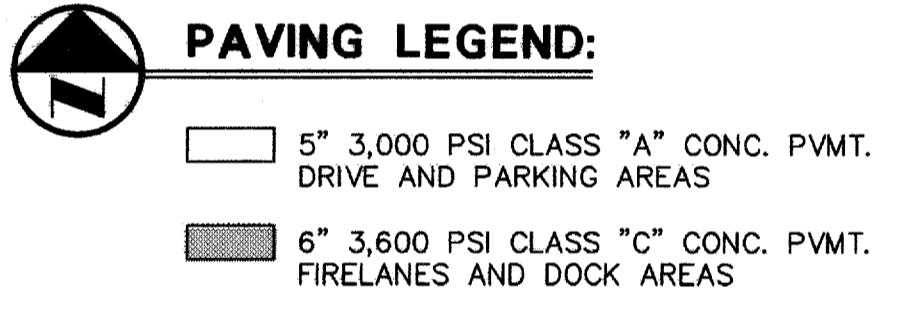 PAVING LEGEND:
N
5" 3,000 PSI CLASS "A" CONC. PVMT.
DRIVE AND PARKING AREAS
6" 3,600 PSI CLASS "C" CONC. PVMT.
FIRELANES AND DOCK AREAS